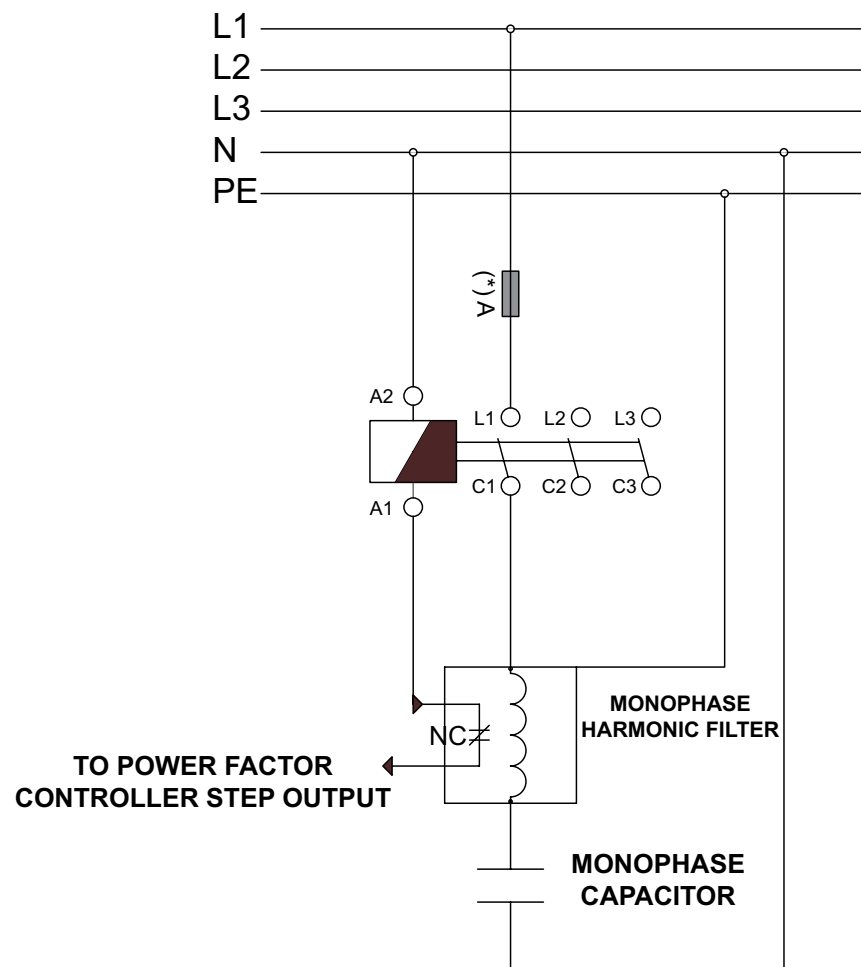 L1
L2
L3
N
PE
(*) A
A2
L1
L2
L3
C1
C2
C3
A1
MONOPHASE
HARMONIC FILTER
NC
TO POWER FACTOR
CONTROLLER STEP OUTPUT
MONOPHASE
CAPACITOR